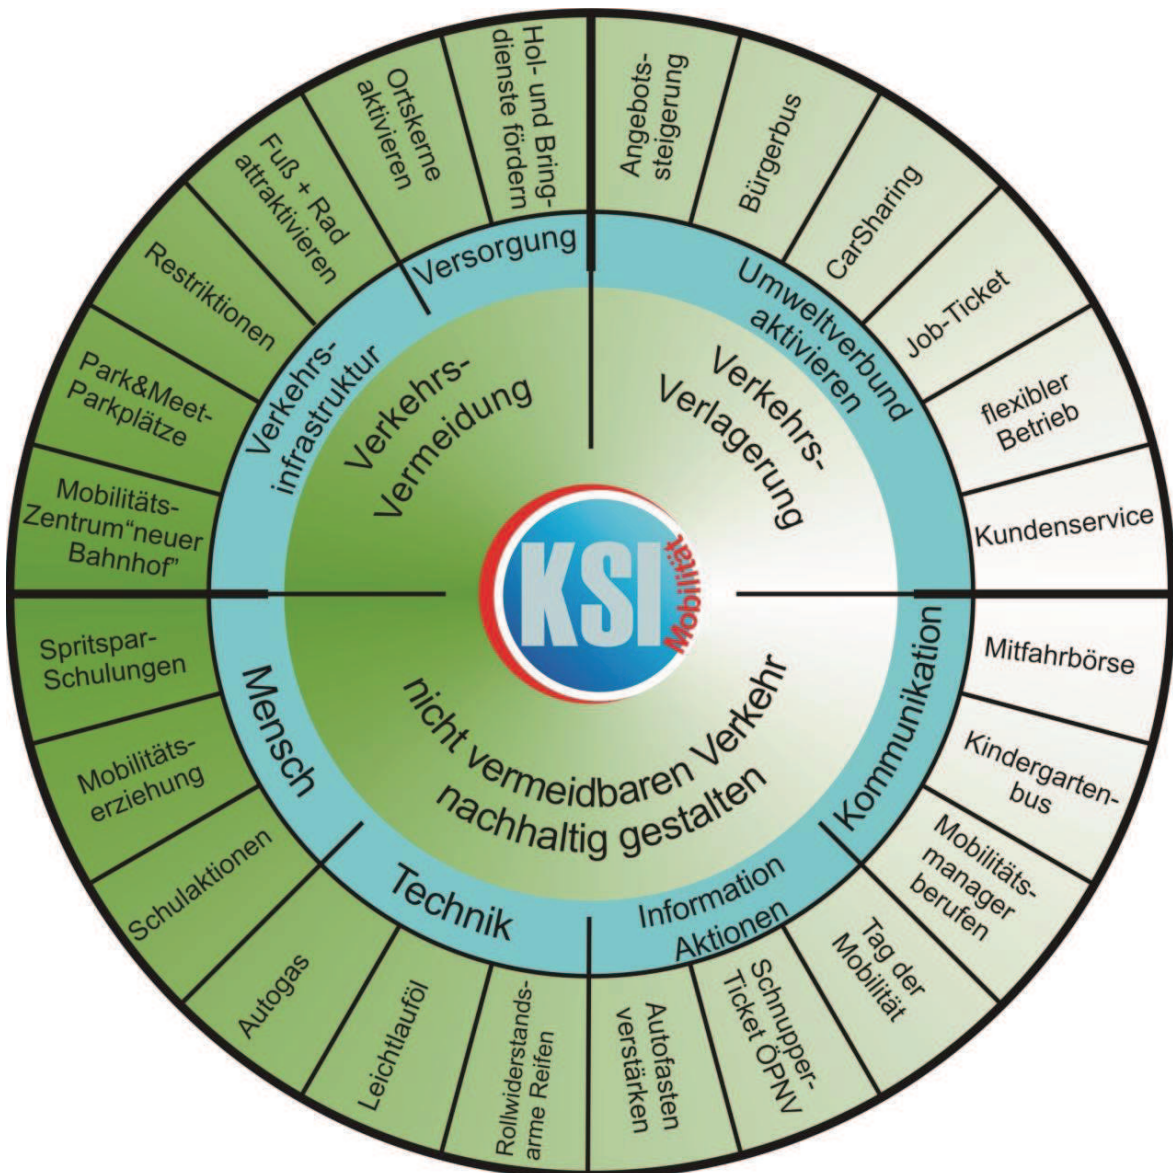 Angebots-
steigerung
Bürgerbus
CarSharing
Job-Ticket
flexibler
Betrieb
Kundenservice
Mitfahrbörse
Kindergarten-
bus
Mobilitäts-
manager
berufen
Tag der
Mobilität
Schnupper-
Ticket ÖPNV
Autofasten
verstärken
Rollwiderstands-
arme Reifen
Leichtlauföl
Autogas
Schulaktionen
Mobilitäts-
erziehung
Spritspar-
Schulungen
Mobilitäts-
Zentrum“neuer
Bahnhof”
Park&Meet-
Parkplätze
Restriktionen
Fuß + Rad
attraktivieren
Ortskerne
aktivieren
Hol- und Bring-
dienste fördern
Umweltverbund
aktivieren
Kommunikation
Information
Aktionen
Technik
Mensch
Verkehrs-
infrastruktur
Versorgung
Verkehrs-
Verlagerung
nicht vermeidbaren Verkehr
nachhaltig gestalten
Verkehrs-
Vermeidung
KSI
Mobilität